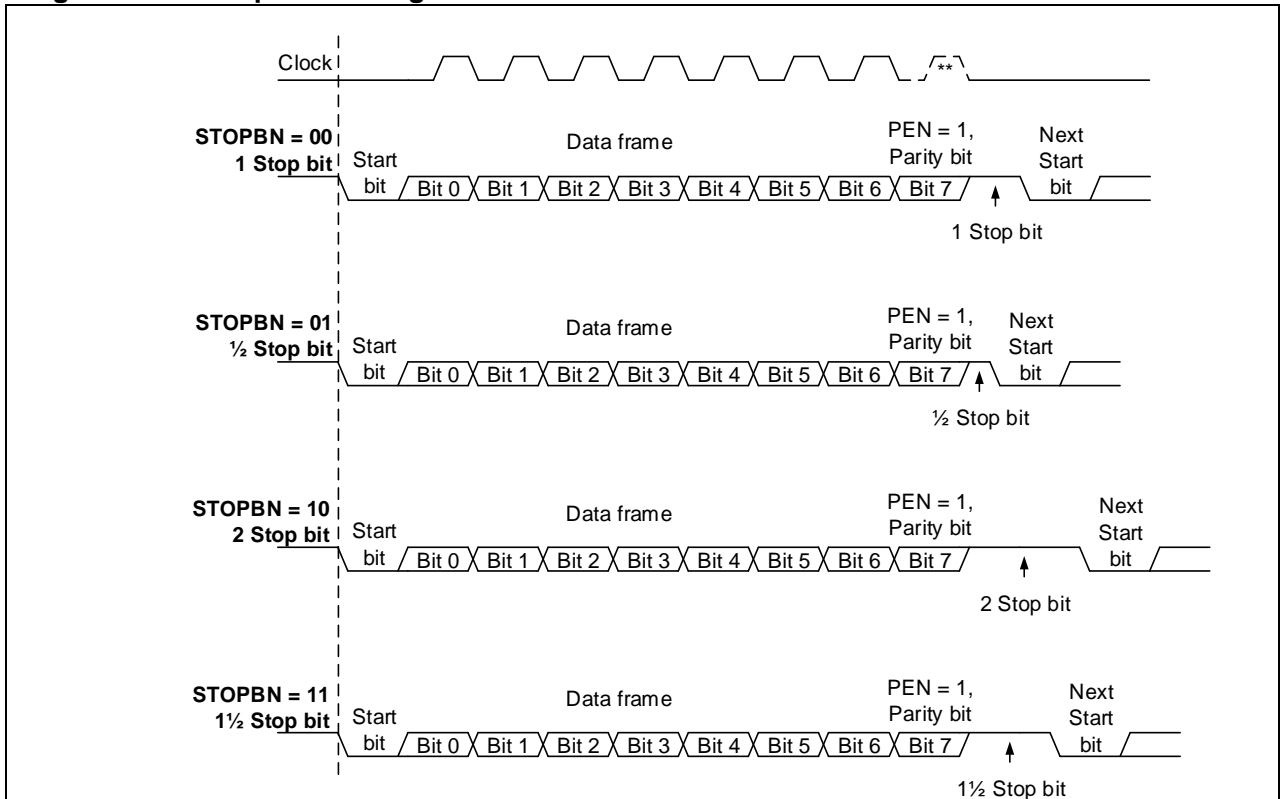 Clock
**
STOPBN = 00
1 Stop bit
Start
bit
Data frame
PEN = 1,
Parity bit
Next
Start
bit
Bit 0 Bit 1 Bit 2 Bit 3 Bit 4 Bit 5 Bit 6 Bit 7
1 Stop bit
STOPBN = 01
½ Stop bit
Start
bit
Data frame
PEN = 1,
Parity bit
Next
Start
bit
Bit 0 Bit 1 Bit 2 Bit 3 Bit 4 Bit 5 Bit 6 Bit 7
½ Stop bit
STOPBN = 10
2 Stop bit
Start
bit
Data frame
PEN = 1,
Parity bit
Next
Start
bit
Bit 0 Bit 1 Bit 2 Bit 3 Bit 4 Bit 5 Bit 6 Bit 7
2 Stop bit
STOPBN = 11
1½ Stop bit
Start
bit
Data frame
PEN = 1,
Parity bit
Next
Start
bit
Bit 0 Bit 1 Bit 2 Bit 3 Bit 4 Bit 5 Bit 6 Bit 7
1½ Stop bit